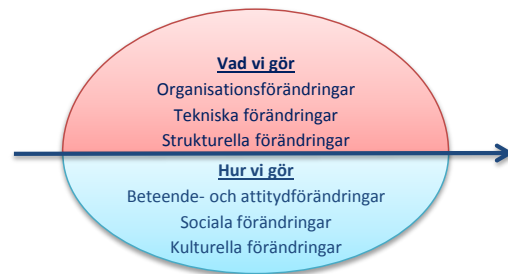 Vad vi gör
Organisationsförändringar
Tekniska förändringar
Strukturella förändringar
Hur vi gör
Beteende- och attitydförändringar
Sociala förändringar
Kulturella förändringar